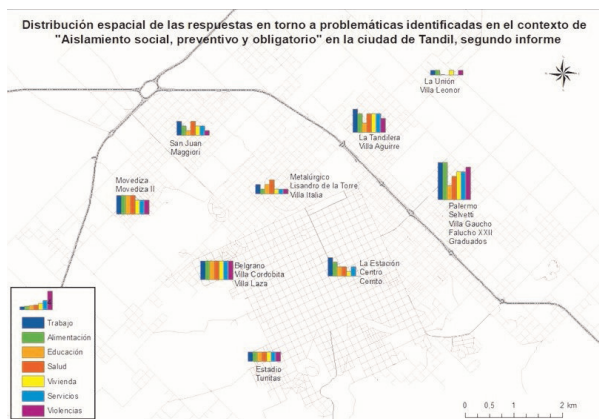 Distribución espacial de las respuestas en torno a problemáticas identificadas en el contexto de
"Aislamiento social, preventivo y obligatorio" en la ciudad de Tandil, segundo informe
La Unión
Villa Leonor
La Tandilera
Villa Aguirre
San Juan
Maggiori
Metalúrgico
Lisandro de la Torre
Villa Italia
Movediza
Movediza II
Palermo
Selvetti
Villa Gaucho
Falucho XXII
Graduados
Belgrano
Villa Cordobita
Villa Laza
La Estación
Centro
Cerrito
Estadio
Tunitas
Trabajo
Alimentación
Educación
Salud
Vivienda
Servicios
Violencias
0 0,5 1 2 km